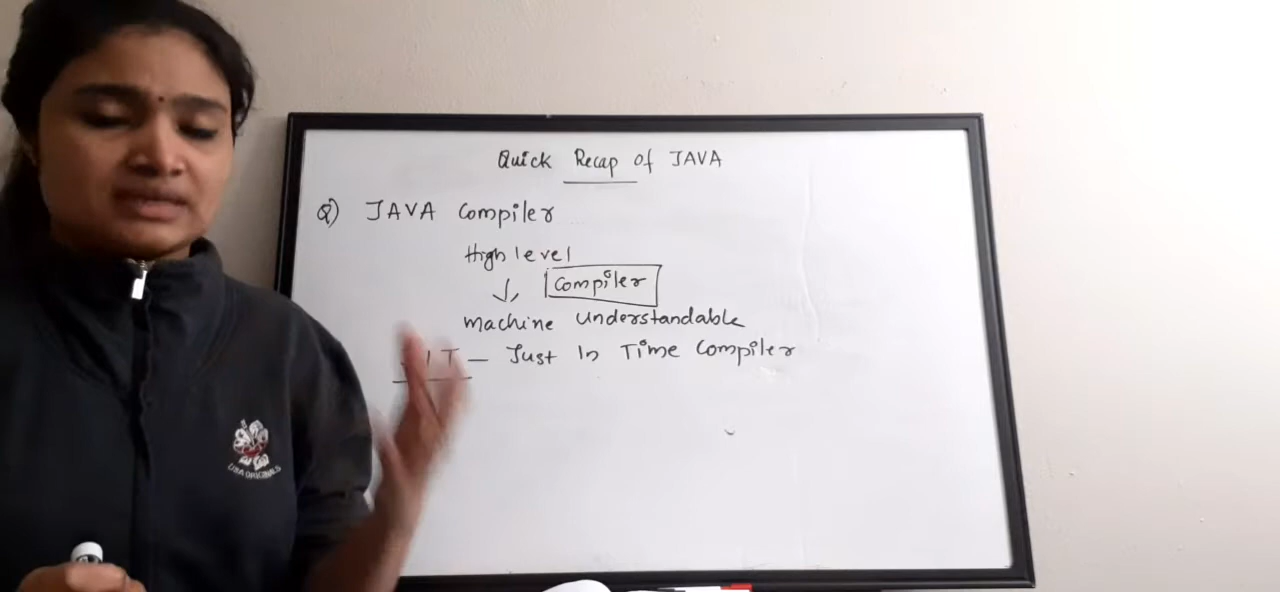 Quick Recap of JAVA
Q) JAVA Compiler
High level
Compiler
Machine Understandable
JIT – Just In Time Compiler